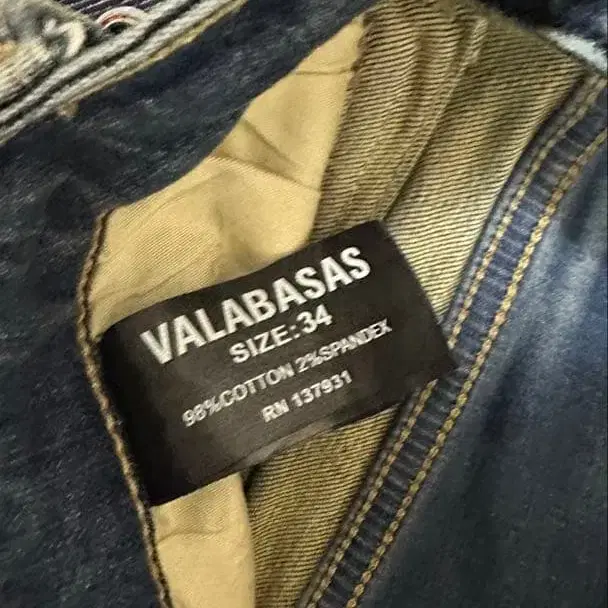 VALABASAS
SIZE:34
98%COTTON 2%SPANDEX
RN 137931